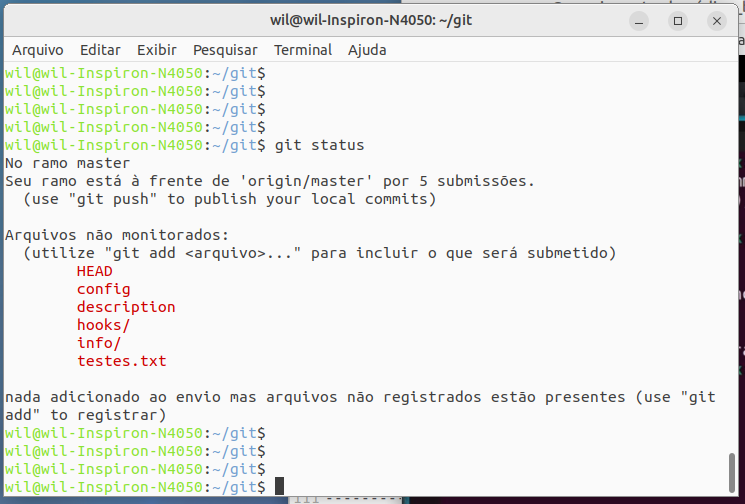 wil@wil-Inspiron-N4050: ~/git
Arquivo Editar Exibir Pesquisar Terminal Ajuda
wil@wil-Inspiron-N4050:~/git$
wil@wil-Inspiron-N4050:~/git$
wil@wil-Inspiron-N4050:~/git$
wil@wil-Inspiron-N4050:~/git$
wil@wil-Inspiron-N4050:~/git$ git status
No ramo master
Seu ramo está à frente de 'origin/master' por 5 submissões.
(use "git push" to publish your local commits)
Arquivos não monitorados:
(utilize "git add <arquivo>..." para incluir o que será submetido)
HEAD
config
description
hooks/
info/
testes.txt
nada adicionado ao envio mas arquivos não registrados estão presentes (use "git
add" to registrar)
wil@wil-Inspiron-N4050:~/git$
wil@wil-Inspiron-N4050:~/git$
wil@wil-Inspiron-N4050:~/git$
wil@wil-Inspiron-N4050:~/git$